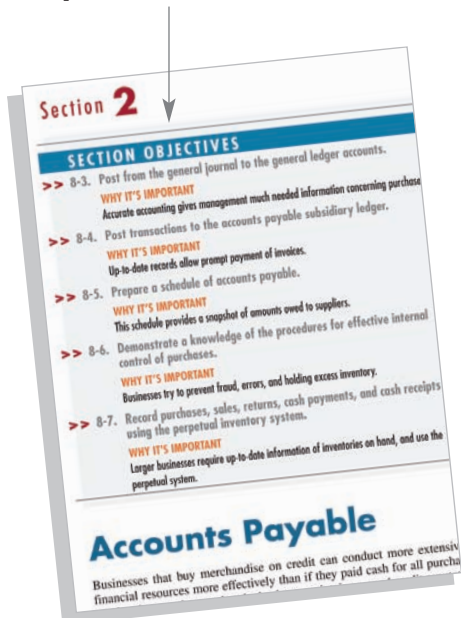 Section 2
SECTION OBJECTIVES
>> 8-3. Post from the general journal to the general ledger accounts.
WHY IT'S IMPORTANT
Accurate accounting gives management much needed information concerning purchase
>> 8-4. Post transactions to the accounts payable subsidiary ledger.
WHY IT'S IMPORTANT
Up-to-date records allow prompt payment of invoices.
>> 8-5. Prepare a schedule of accounts payable.
WHY IT'S IMPORTANT
This schedule provides a snapshot of amounts owed to suppliers.
>> 8-6. Demonstrate a knowledge of the procedures for effective internal
control of purchases.
WHY IT'S IMPORTANT
Businesses try to prevent fraud, errors, and holding excess inventory.
>> 8-7. Record purchases, sales, returns, cash payments, and cash receipts
using the perpetual inventory system.
WHY IT'S IMPORTANT
Larger businesses require up-to-date information of inventories on hand, and use the
perpetual system.
Accounts Payable
Businesses that buy merchandise on credit can conduct more extensiv
financial resources more effectively than if they paid cash for all purcha